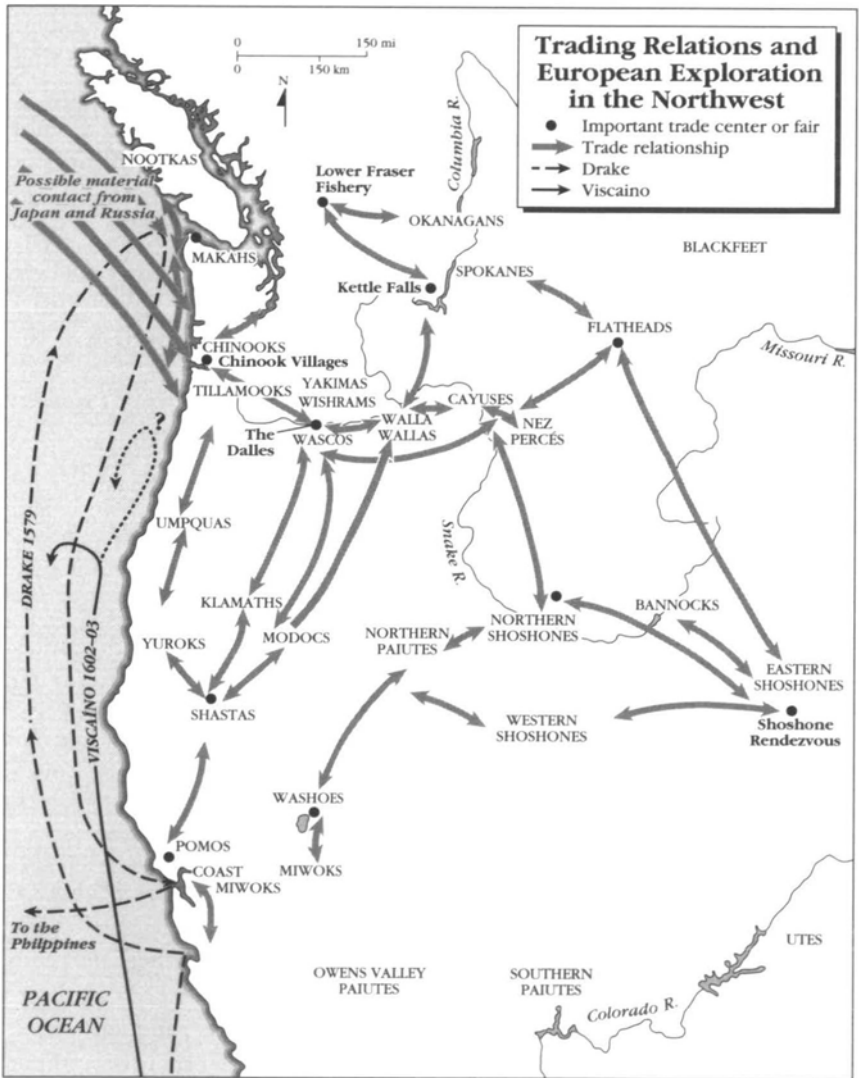 0 150 mi
0 150 km
N
Trading Relations and
European Exploration
in the Northwest
Important trade center or fair
Trade relationship
Drake
Viscaino
Columbia R.
NOOTKAS
Possible material
contact from
Japan and Russia
Lower Fraser
Fishery
OKANAGANS
BLACKFEET
MAKAHS
SPOKANES
Kettle Falls
FLATHEADS
Missouri R.
CHINOOKS
Chinook Villages
TILLAMOOKS
YAKIMAS
WISHRAMS
CAYUSES
WALLA
WALLAS
NEZ
PERCÉS
The
Dalles
WASCOS
?
UMPQUAS
Snake R.
DRAKE 1579
VISCAINO 1602–03
KLAMATHS
MODOCS
YUROKS
NORTHERN
PAIUTES
NORTHERN
SHOSHONES
BANNOCKS
EASTERN
SHOSHONES
SHASTAS
WESTERN
SHOSHONES
Shoshone
Rendezvous
WASHOES
POMOS
MIWOKS
COAST
MIWOKS
To the
Philppines
PACIFIC
OCEAN
OWENS VALLEY
PAIUTES
SOUTHERN
PAIUTES
UTES
Colorado R.